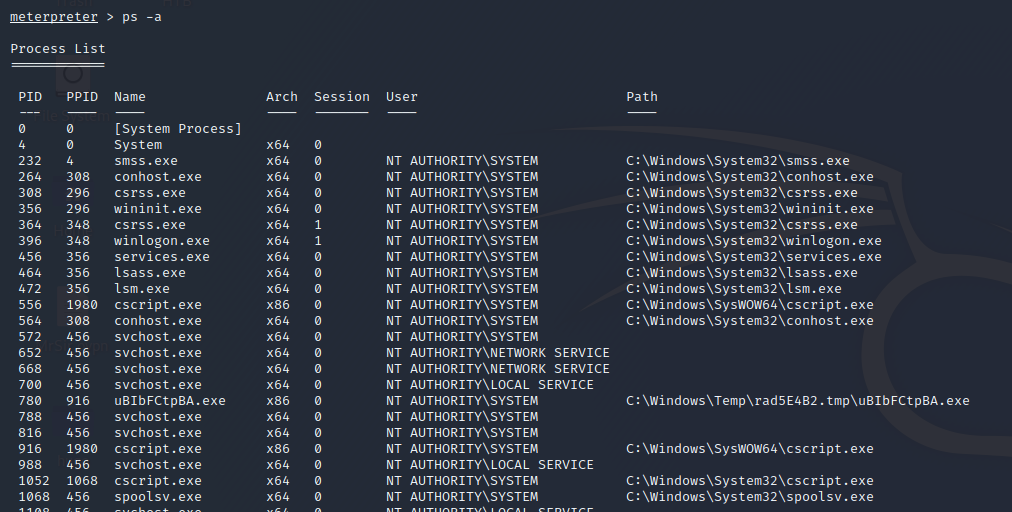 meterpreter > ps -a
Process List
============
PID PPID Name Arch Session User Path
--- ---- ---- ---- ------- ---- ----
0 0 [System Process]
4 0 System x64 0
232 4 smss.exe x64 0 NT AUTHORITY\SYSTEM C:\Windows\System32\smss.exe
264 308 conhost.exe x64 0 NT AUTHORITY\SYSTEM C:\Windows\System32\conhost.exe
308 296 csrss.exe x64 0 NT AUTHORITY\SYSTEM C:\Windows\System32\csrss.exe
356 296 wininit.exe x64 0 NT AUTHORITY\SYSTEM C:\Windows\System32\wininit.exe
364 348 csrss.exe x64 1 NT AUTHORITY\SYSTEM C:\Windows\System32\csrss.exe
396 348 winlogon.exe x64 1 NT AUTHORITY\SYSTEM C:\Windows\System32\winlogon.exe
456 356 services.exe x64 0 NT AUTHORITY\SYSTEM C:\Windows\System32\services.exe
464 356 lsass.exe x64 0 NT AUTHORITY\SYSTEM C:\Windows\System32\lsass.exe
472 356 lsm.exe x64 0 NT AUTHORITY\SYSTEM C:\Windows\System32\lsm.exe
556 1980 cscript.exe x86 0 NT AUTHORITY\SYSTEM C:\Windows\SysWOW64\cscript.exe
564 308 conhost.exe x64 0 NT AUTHORITY\SYSTEM C:\Windows\System32\conhost.exe
572 456 svchost.exe x64 0 NT AUTHORITY\SYSTEM
652 456 svchost.exe x64 0 NT AUTHORITY\NETWORK SERVICE
668 456 svchost.exe x64 0 NT AUTHORITY\NETWORK SERVICE
700 456 svchost.exe x64 0 NT AUTHORITY\LOCAL SERVICE
780 916 uBIbFCtpBA.exe x86 0 NT AUTHORITY\SYSTEM C:\Windows\Temp\rad5E4B2.tmp\uBIbFCtpBA.exe
788 456 svchost.exe x64 0 NT AUTHORITY\SYSTEM
816 456 svchost.exe x64 0 NT AUTHORITY\SYSTEM
916 1980 cscript.exe x86 0 NT AUTHORITY\SYSTEM C:\Windows\SysWOW64\cscript.exe
988 456 svchost.exe x64 0 NT AUTHORITY\LOCAL SERVICE
1052 1068 cscript.exe x64 0 NT AUTHORITY\SYSTEM C:\Windows\System32\cscript.exe
1068 456 spoolsv.exe x64 0 NT AUTHORITY\SYSTEM C:\Windows\System32\spoolsv.exe
1108 456 svchost.exe x64 0 NT AUTHORITY\LOCAL SERVICE